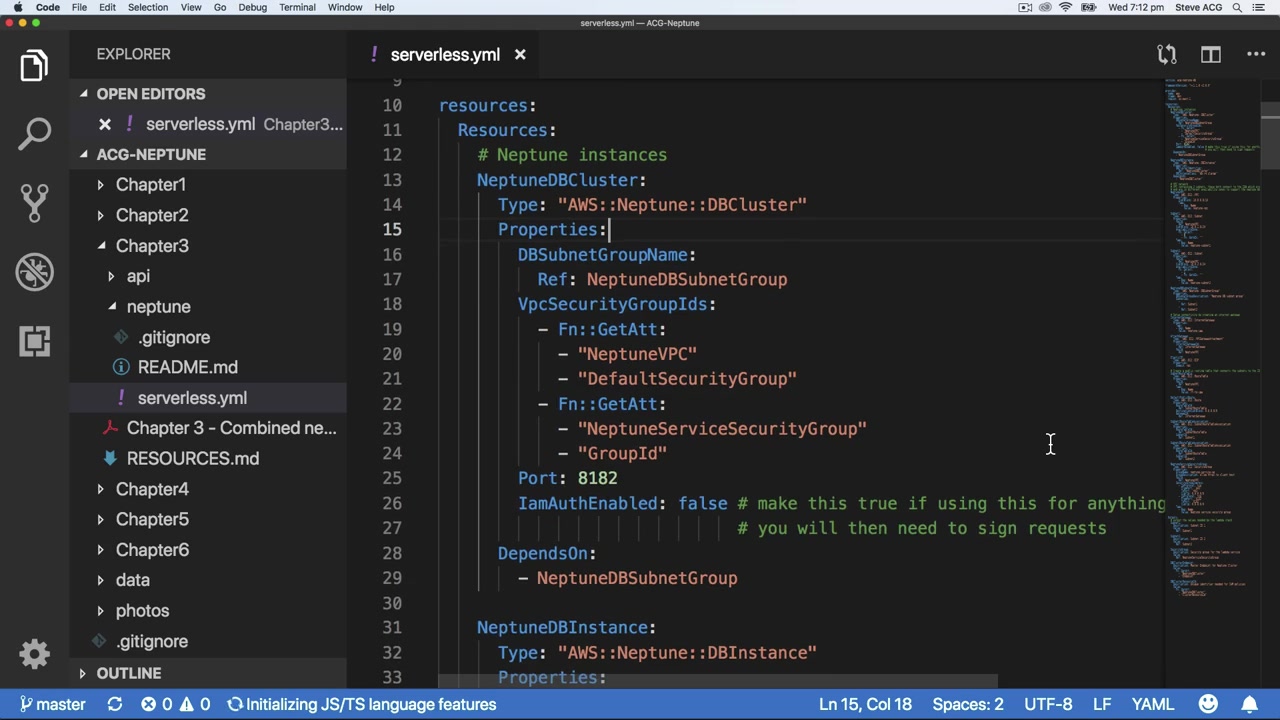 Code File Edit Selection View Go Debug Terminal Window Help Wed 7:12 pm Steve ACG
serverless.yml — ACG-Neptune
EXPLORER
OPEN EDITORS
serverless.yml Chapter3...
ACG-NEPTUNE
Chapter1
Chapter2
Chapter3
api
neptune
.gitignore
README.md
serverless.yml
Chapter 3 - Combined ne...
RESOURCES.md
Chapter4
Chapter5
Chapter6
data
photos
.gitignore
OUTLINE
serverless.yml
9
10 resources:
11 Resources:
12 # Neptune instances
13 NeptuneDBCluster:
14 Type: "AWS::Neptune::DBCluster"
15 Properties:
16 DBSubnetGroupName:
17 Ref: NeptuneDBSubnetGroup
18 VpcSecurityGroupIds:
19 - Fn::GetAtt:
20 - "NeptuneVPC"
21 - "DefaultSecurityGroup"
22 - Fn::GetAtt:
23 - "NeptuneServiceSecurityGroup"
24 - "GroupId"
25 Port: 8182
26 IamAuthEnabled: false # make this true if using this for anything
27 # you will then need to sign requests
28 DependsOn:
29 - NeptuneDBSubnetGroup
30
31 NeptuneDBInstance:
32 Type: "AWS::Neptune::DBInstance"
33 Properties:
master 0 0 Initializing JS/TS language features Ln 15, Col 18 Spaces: 2 UTF-8 LF YAML